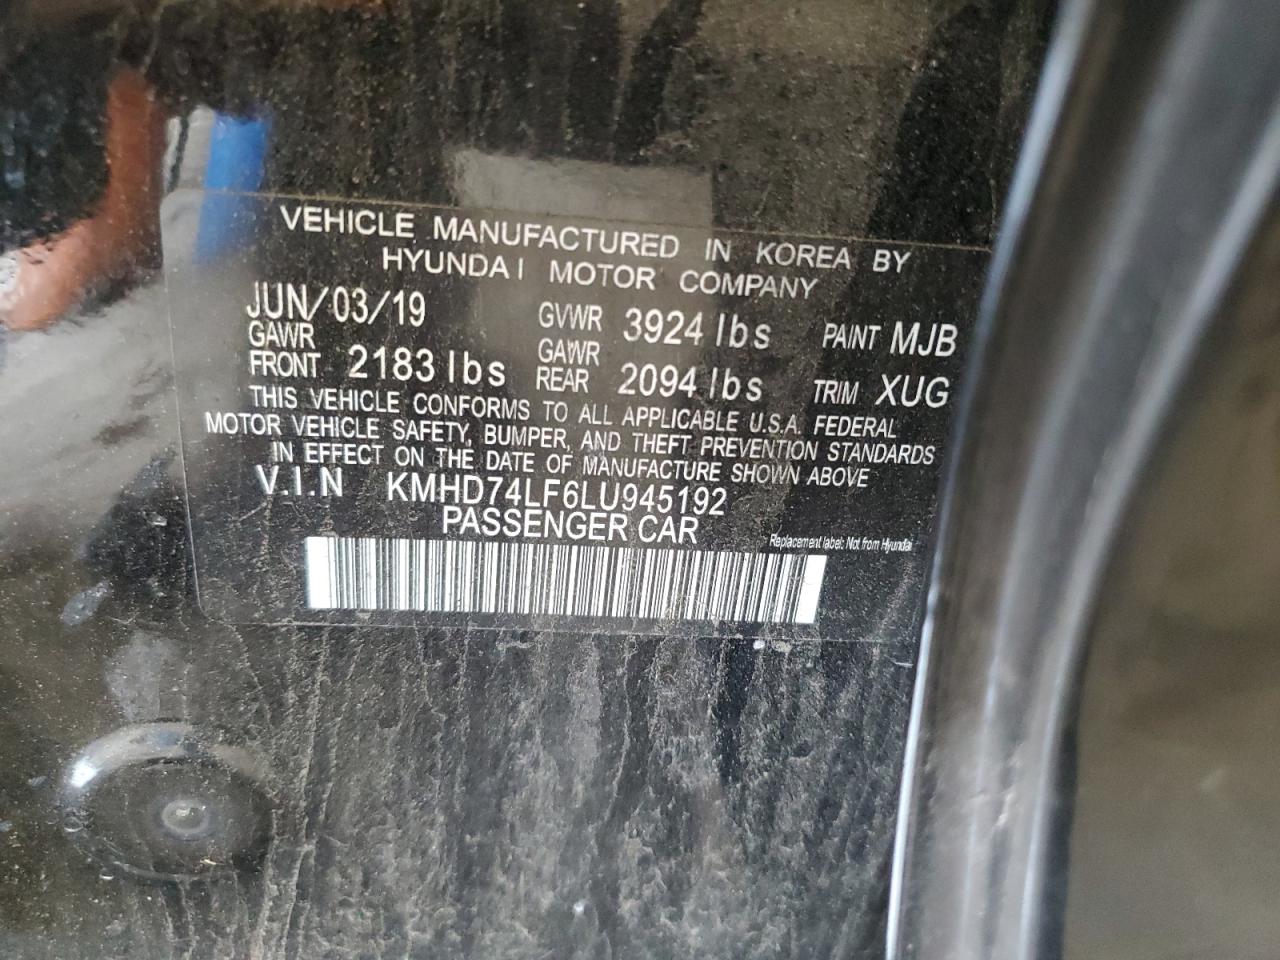 VEHICLE MANUFACTURED IN KOREA BY
HYUNDAI MOTOR COMPANY
JUN/03/19 GVWR 3924 lbs PAINT MJB
GAWR FRONT 2183 lbs GAWR REAR 2094 lbs TRIM XUG
THIS VEHICLE CONFORMS TO ALL APPLICABLE U.S.A. FEDERAL
MOTOR VEHICLE SAFETY, BUMPER, AND THEFT PREVENTION STANDARDS
IN EFFECT ON THE DATE OF MANUFACTURE SHOWN ABOVE
V.I.N KMHD74LF6LU945192
PASSENGER CAR
Replacement label: Not from Hyundai